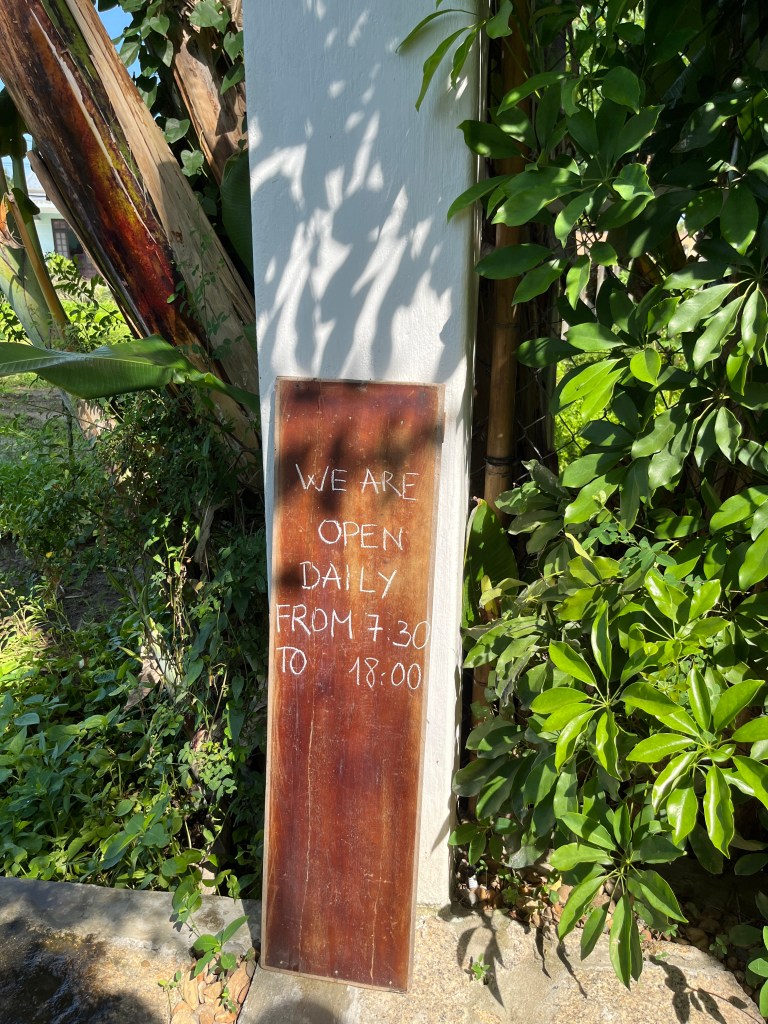 WE ARE
OPEN
DAILY
FROM 7:30
TO 18:00